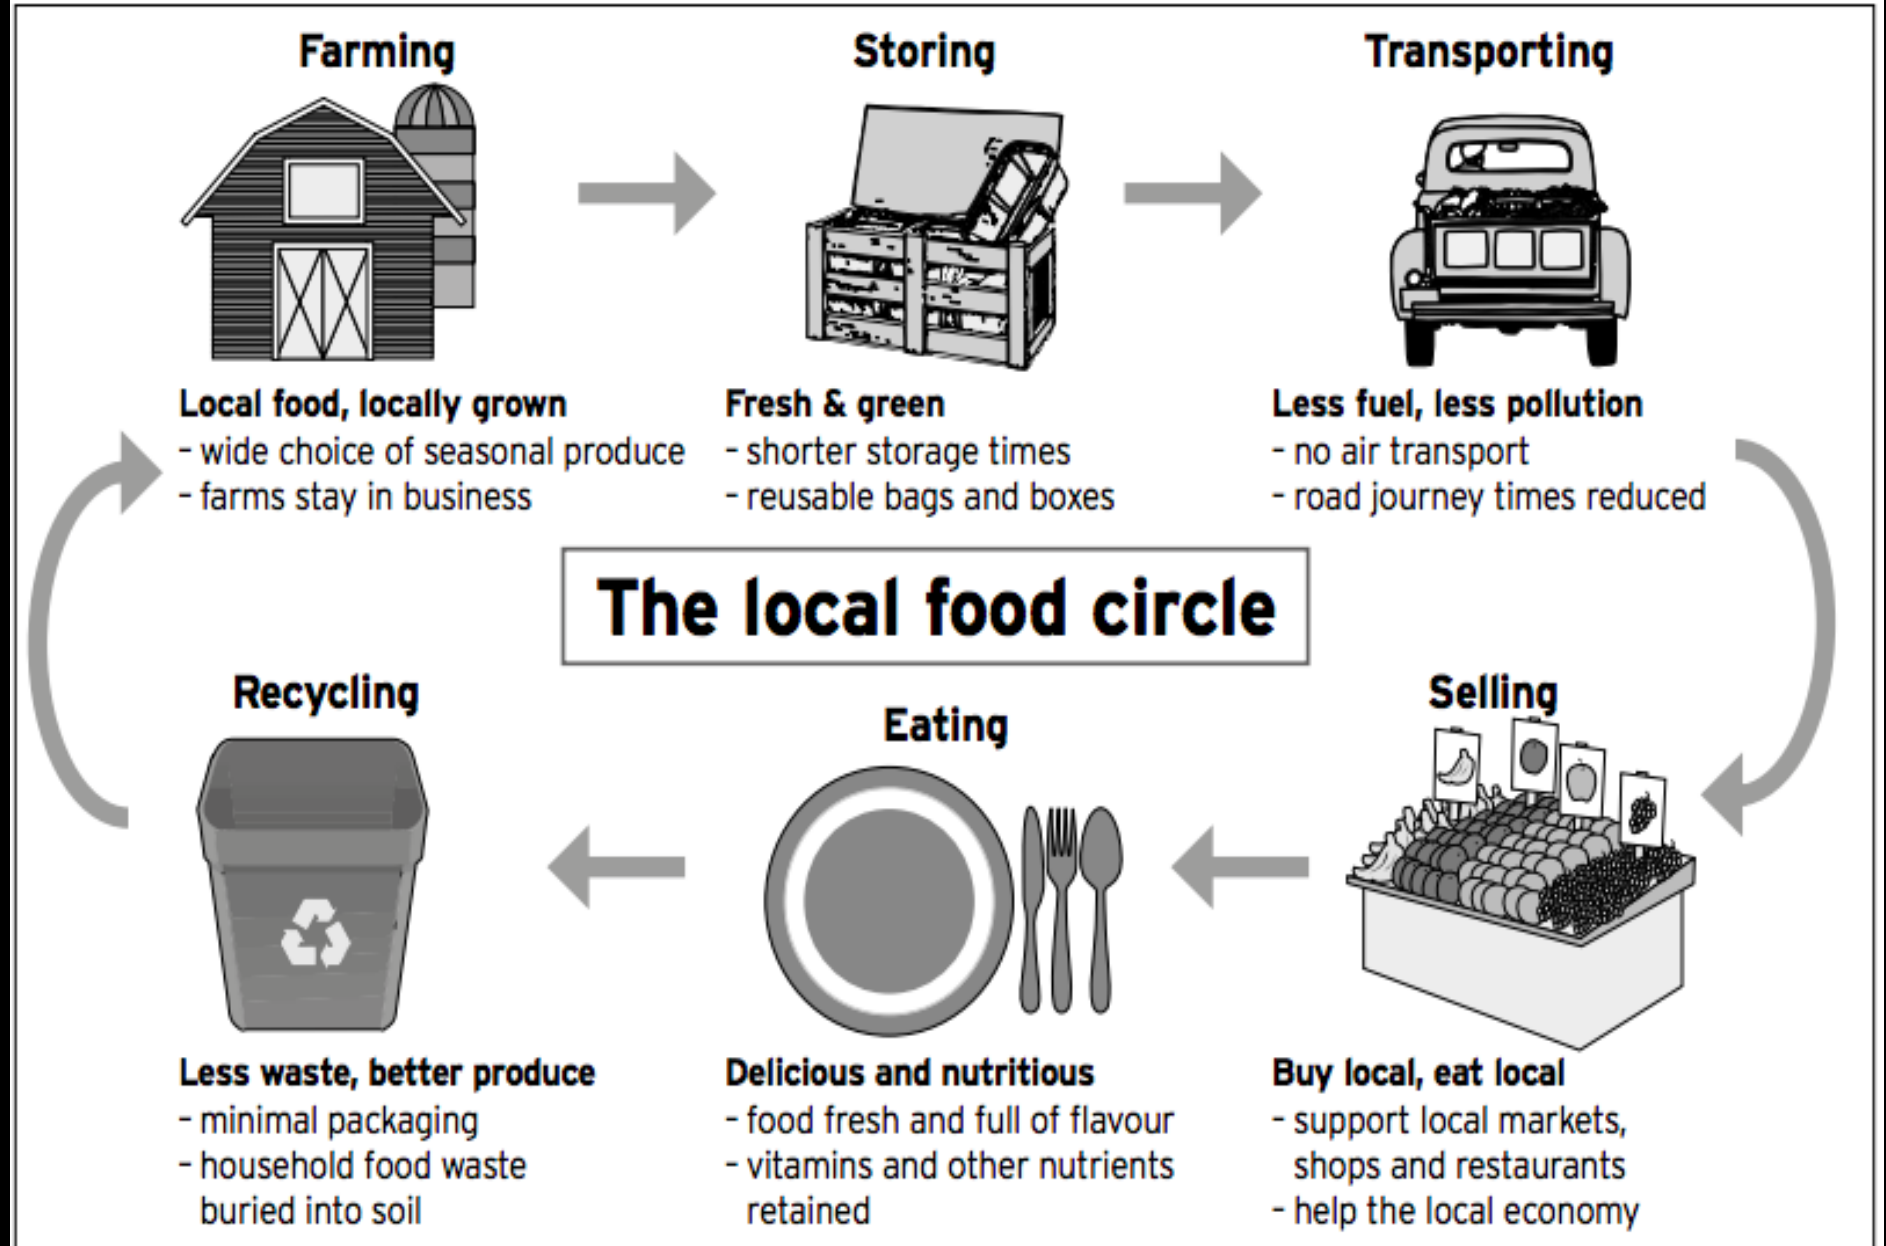 Farming
Storing
Transporting
Local food, locally grown
- wide choice of seasonal produce
- farms stay in business
Fresh & green
- shorter storage times
- reusable bags and boxes
Less fuel, less pollution
- no air transport
- road journey times reduced
The local food circle
Recycling
Eating
Selling
Less waste, better produce
- minimal packaging
- household food waste
buried into soil
Delicious and nutritious
- food fresh and full of flavour
- vitamins and other nutrients
retained
Buy local, eat local
- support local markets,
shops and restaurants
- help the local economy